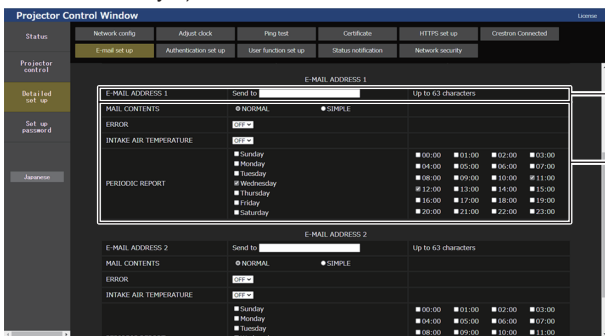 Projector Control Window
License
Status
Projector control
Detailed set up
Set up password
Japanese
Network config Adjust clock Ping test Certificate HTTPS set up Crestron Connected
E-mail set up Authentication set up User function set up Status notification Network security
E-MAIL ADDRESS 1
E-MAIL ADDRESS 1 Send to Up to 63 characters
MAIL CONTENTS NORMAL SIMPLE
ERROR OFF
INTAKE AIR TEMPERATURE OFF
PERIODIC REPORT
Sunday
Monday
Tuesday
Wednesday
Thursday
Friday
Saturday
00:00 01:00 02:00 03:00
04:00 05:00 06:00 07:00
08:00 09:00 10:00 11:00
12:00 13:00 14:00 15:00
16:00 17:00 18:00 19:00
20:00 21:00 22:00 23:00
E-MAIL ADDRESS 2
E-MAIL ADDRESS 2 Send to Up to 63 characters
MAIL CONTENTS NORMAL SIMPLE
ERROR OFF
INTAKE AIR TEMPERATURE OFF
Sunday
Monday
Tuesday
00:00 01:00 02:00 03:00
04:00 05:00 06:00 07:00
08:00 09:00 10:00 11:00